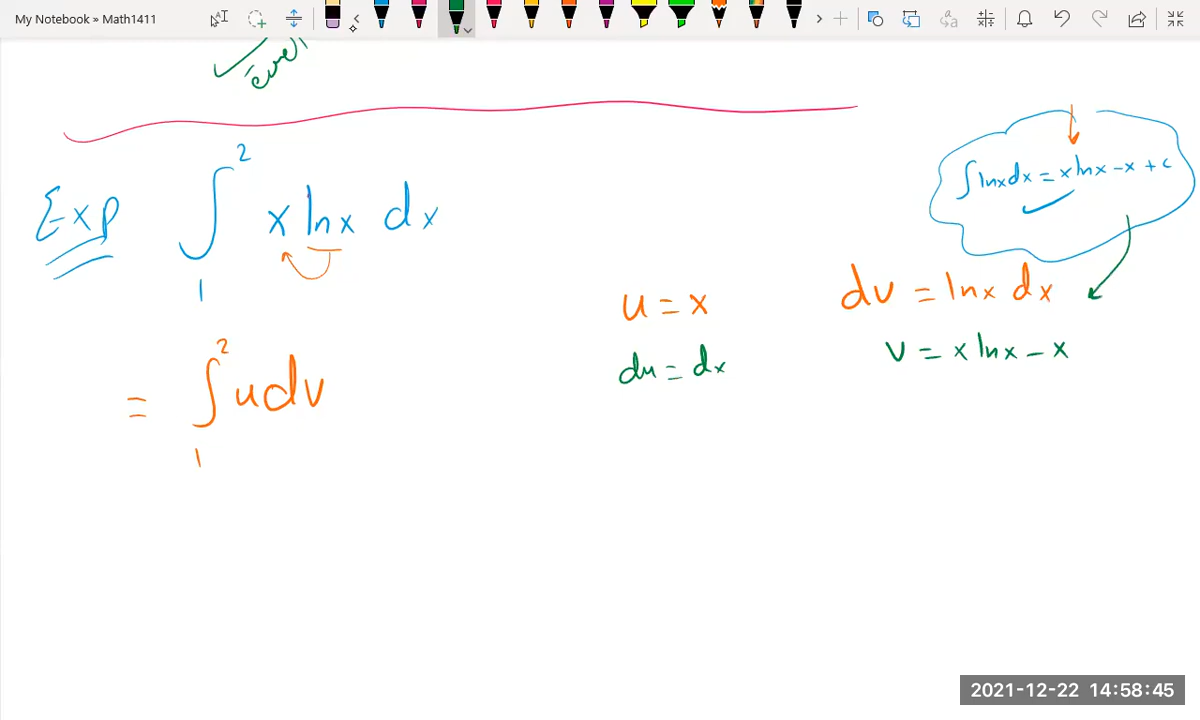 My Notebook » Math1411
Exp ∫₁² x ln x dx
∫ ln x dx = x ln x − x + c
u = x
dv = ln x dx
du = dx
v = x ln x − x
= ∫₁² u dv
2021-12-22 14:58:45